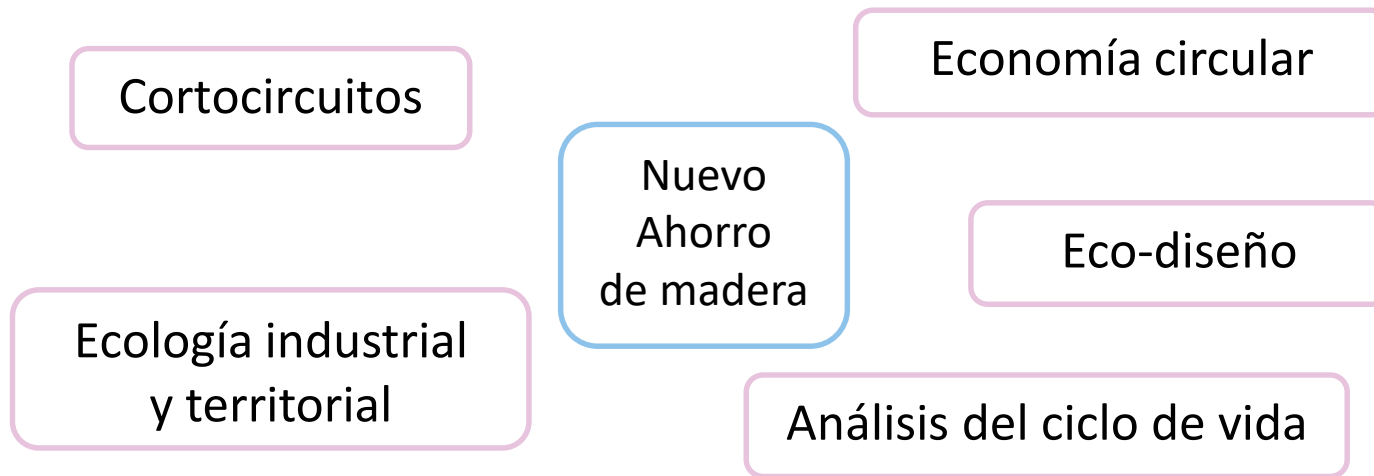 Cortocircuitos
Economía circular
Nuevo
Ahorro
de madera
Eco-diseño
Ecología industrial
y territorial
Análisis del ciclo de vida